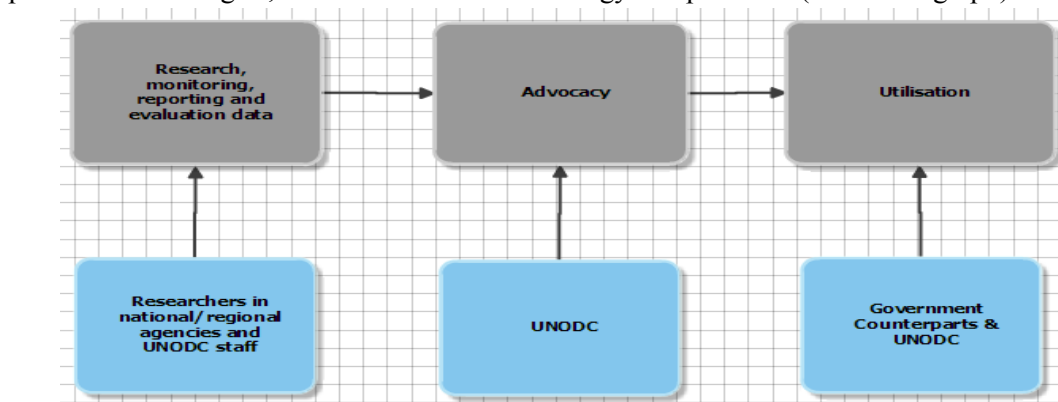 Research,
monitoring,
reporting and
evaluation data
Advocacy
Utilisation
Researchers in
national/regional
agencies and
UNODC staff
UNODC
Government
Counterparts &
UNODC